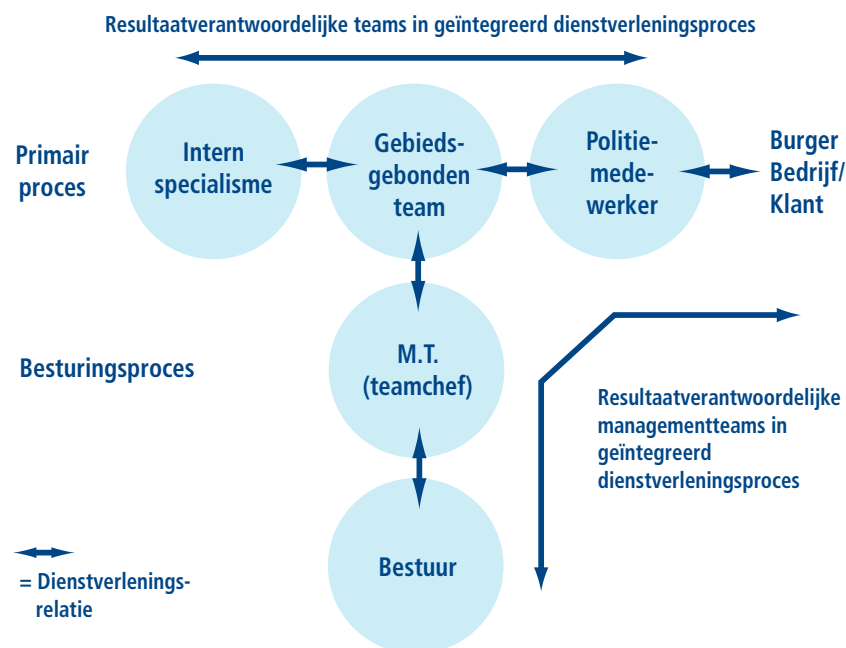 Resultaatverantwoordelijke teams in geïntegreerd dienstverleningsproces
Primair
proces
Intern
specialisme
Gebieds-
gebonden
team
Politie-
mede-
werker
Burger
Bedrijf/
Klant
Besturingsproces
M.T.
(teamchef)
Resultaatverantwoordelijke
managementteams in
geïntegreerd
dienstverleningsproces
Bestuur
= Dienstverlenings-
relatie